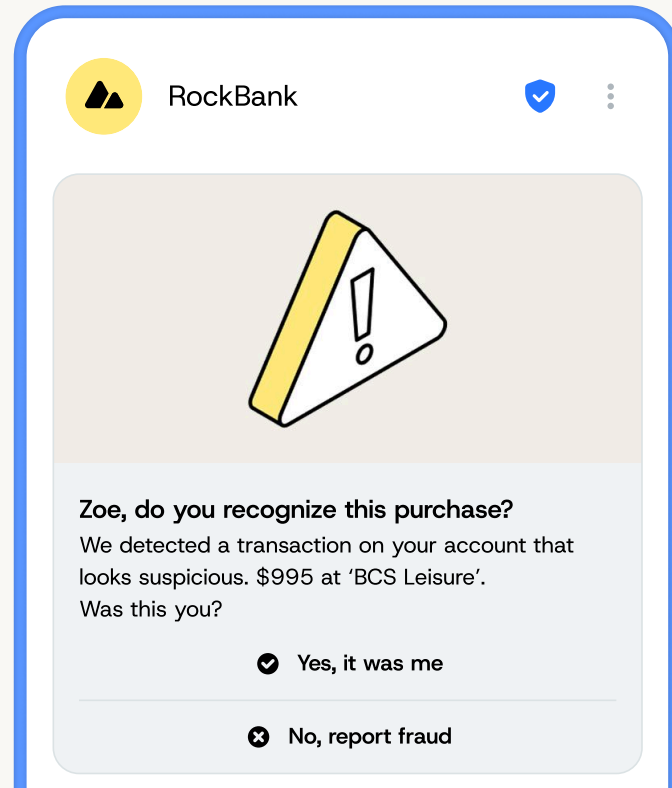 RockBank
Zoe, do you recognize this purchase?
We detected a transaction on your account that
looks suspicious. $995 at ‘BCS Leisure’.
Was this you?
Yes, it was me
No, report fraud